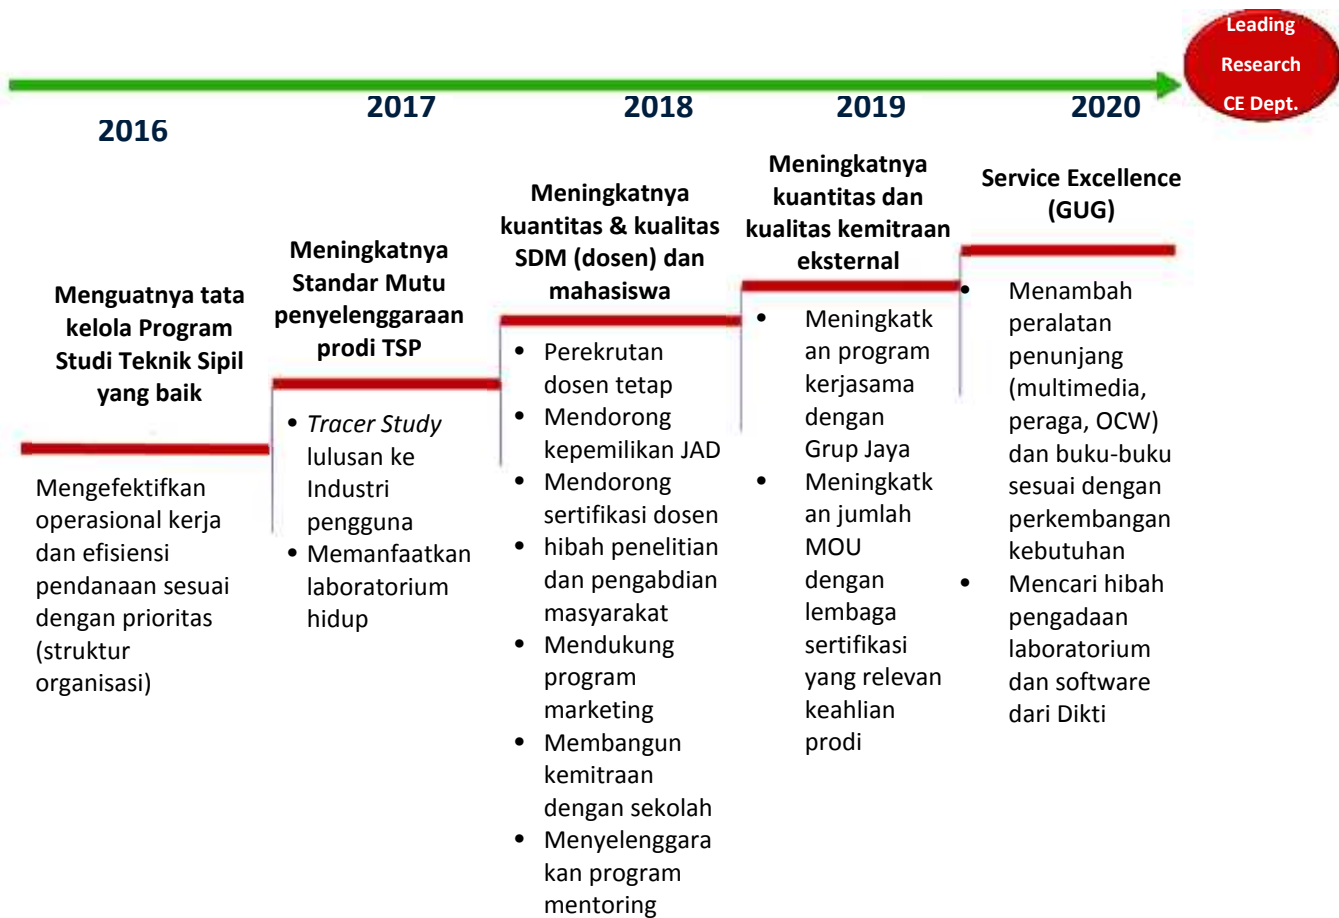 Leading
Research
CE Dept.
2016
2017
2018
2019
2020
Menguatnya tata
kelola Program
Studi Teknik Sipil
yang baik
Mengefektifkan
operasional kerja
dan efisiensi
pendanaan sesuai
dengan prioritas
(struktur
organisasi)
Meningkatnya
Standar Mutu
penyelenggaraan
prodi TSP
• Tracer Study
lulusan ke
Industri
pengguna
• Memanfaatkan
laboratorium
hidup
Meningkatnya
kuantitas & kualitas
SDM (dosen) dan
mahasiswa
• Perekrutan
dosen tetap
• Mendorong
kepemilikan JAD
• Mendorong
sertifikasi dosen
• hibah penelitian
dan pengabdian
masyarakat
• Mendukung
program
marketing
• Membangun
kemitraan
dengan sekolah
• Menyelenggara
kan program
mentoring
Meningkatnya
kuantitas dan
kualitas kemitraan
eksternal
• Meningkatk
an program
kerjasama
dengan
Grup Jaya
• Meningkatk
an jumlah
MOU
dengan
lembaga
sertifikasi
yang relevan
keahlian
prodi
Service Excellence
(GUG)
• Menambah
peralatan
penunjang
(multimedia,
peraga, OCW)
dan buku-buku
sesuai dengan
perkembangan
kebutuhan
• Mencari hibah
pengadaan
laboratorium
dan software
dari Dikti